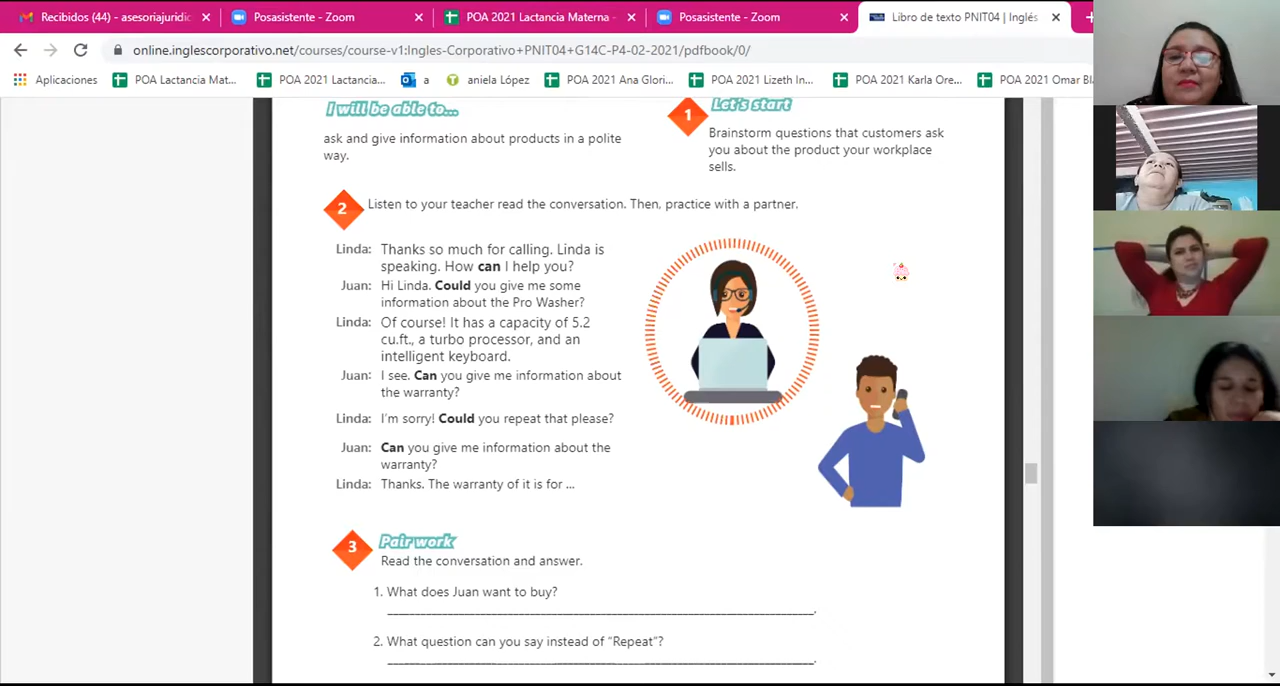 Recibidos (44) - asesoriajuridic
Posasistente - Zoom
POA 2021 Lactancia Materna -
Posasistente - Zoom
Libro de texto PNIT04 | Inglés
online.inglescorporativo.net/courses/course-v1:Ingles-Corporativo+PNIT04+G14C-P4-02-2021/pdfbook/0/
Aplicaciones
POA Lactancia Mat...
POA 2021 Lactancia...
a
aniela López
POA 2021 Ana Glori...
POA 2021 Lizeth In...
POA 2021 Karla Ore...
POA 2021 Omar Bl
I will be able to...
ask and give information about products in a polite
way.
1
Let's start
Brainstorm questions that customers ask
you about the product your workplace
sells.
2
Listen to your teacher read the conversation. Then, practice with a partner.
Linda: Thanks so much for calling. Linda is
speaking. How can I help you?
Juan: Hi Linda. Could you give me some
information about the Pro Washer?
Linda: Of course! It has a capacity of 5.2
cu.ft., a turbo processor, and an
intelligent keyboard.
Juan: I see. Can you give me information about
the warranty?
Linda: I'm sorry! Could you repeat that please?
Juan: Can you give me information about the
warranty?
Linda: Thanks. The warranty of it is for ...
3
Pair work
Read the conversation and answer.
1. What does Juan want to buy?
2. What question can you say instead of "Repeat"?